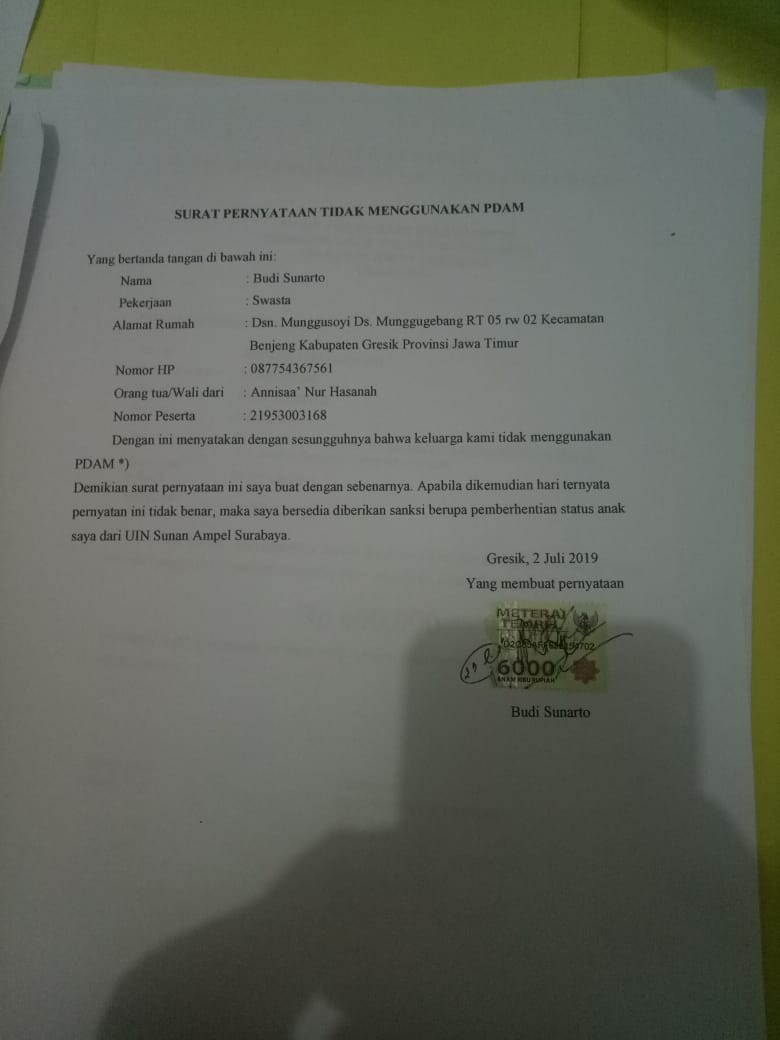 SURAT PERNYATAAN TIDAK MENGGUNAKAN PDAM
Yang bertanda tangan di bawah ini:
Nama : Budi Sunarto
Pekerjaan : Swasta
Alamat Rumah : Dsn. Munggusoyi Ds. Munggugebang RT 05 rw 02 Kecamatan
Benjeng Kabupaten Gresik Provinsi Jawa Timur
Nomor HP : 087754367561
Orang tua/Wali dari : Annisaa' Nur Hasanah
Nomor Peserta : 21953003168
Dengan ini menyatakan dengan sesungguhnya bahwa keluarga kami tidak menggunakan
PDAM *)
Demikian surat pernyataan ini saya buat dengan sebenarnya. Apabila dikemudian hari ternyata
pernyatan ini tidak benar, maka saya bersedia diberikan sanksi berupa pemberhentian status anak
saya dari UIN Sunan Ampel Surabaya.
Gresik, 2 Juli 2019
Yang membuat pernyataan
METERAI
TEMPEL
6000
ENAM RIBU RUPIAH
Budi Sunarto